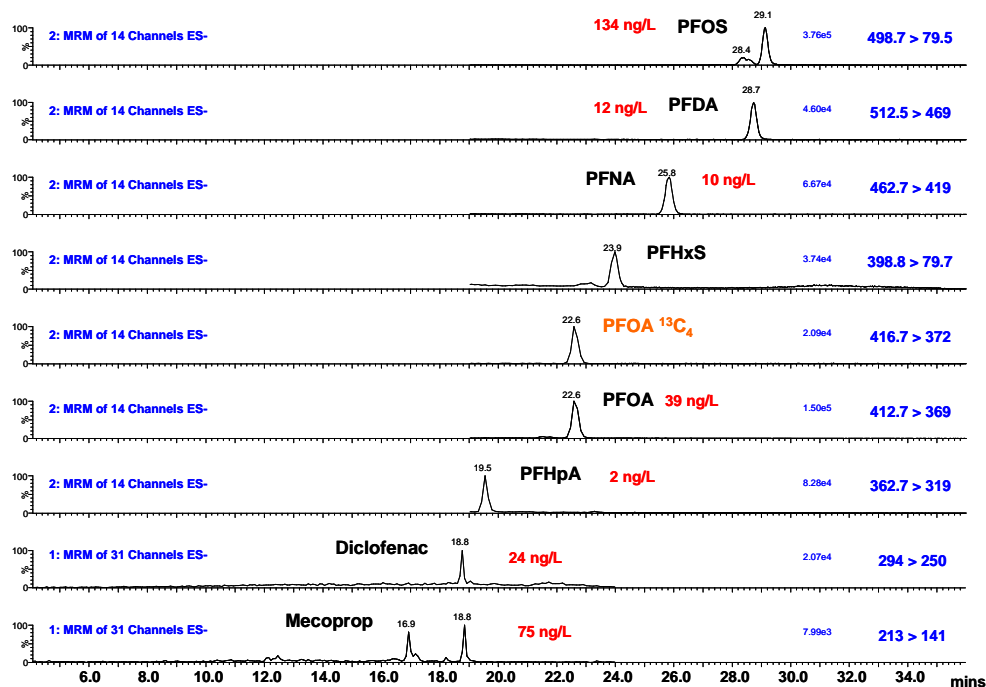 134 ng/L PFOS 29.1
100 2: MRM of 14 Channels ES- 28.4 3.76e5 498.7 > 79.5
%
0
12 ng/L PFDA 28.7
100 2: MRM of 14 Channels ES- 4.60e4 512.5 > 469
%
0
PFNA 25.8 10 ng/L
100 2: MRM of 14 Channels ES- 6.67e4 462.7 > 419
%
0
23.9 PFHxS
100 2: MRM of 14 Channels ES- 3.74e4 398.8 > 79.7
%
0
22.6 PFOA ¹³C₄
100 2: MRM of 14 Channels ES- 2.09e4 416.7 > 372
%
0
22.6 PFOA 39 ng/L
100 2: MRM of 14 Channels ES- 1.50e5 412.7 > 369
%
0
19.5 PFHpA 2 ng/L
100 2: MRM of 14 Channels ES- 8.28e4 362.7 > 319
%
0
Diclofenac 18.8 24 ng/L
100 1: MRM of 31 Channels ES- 2.07e4 294 > 250
%
0
Mecoprop 16.9 18.8 75 ng/L
100 1: MRM of 31 Channels ES- 7.99e3 213 > 141
%
0
6.0 8.0 10.0 12.0 14.0 16.0 18.0 20.0 22.0 24.0 26.0 28.0 30.0 32.0 34.0 mins